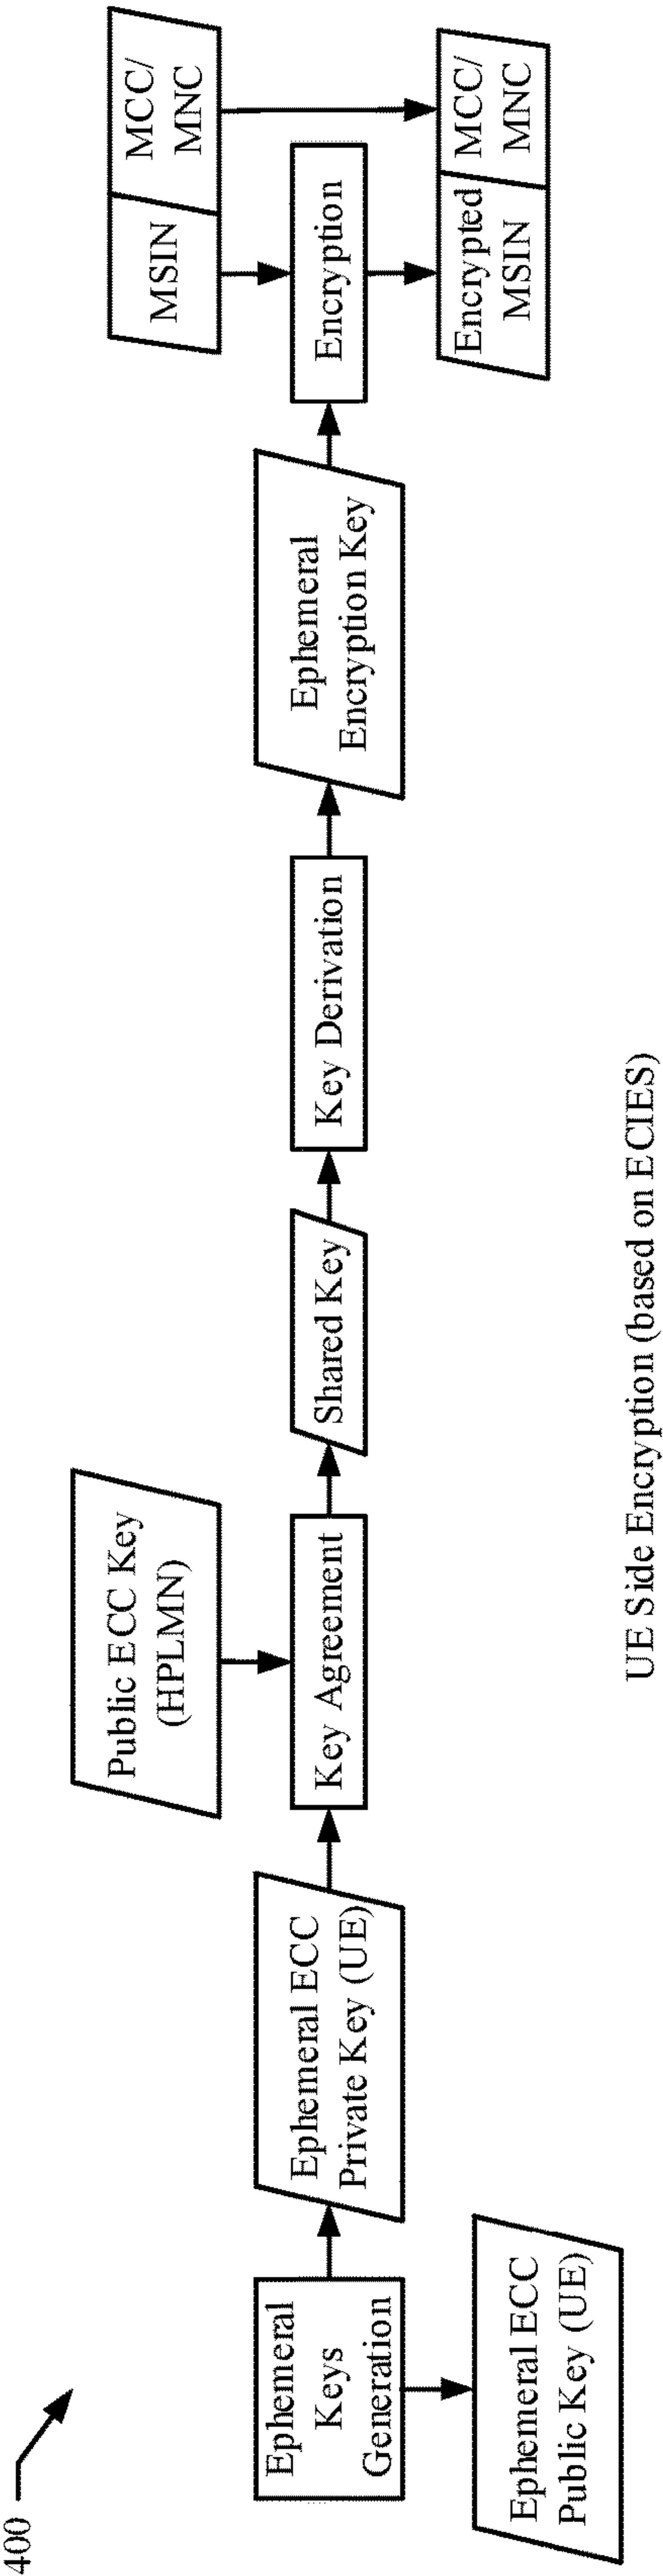 400
Ephemeral
Keys
Generation
Ephemeral ECC
Public Key (UE)
Ephemeral ECC
Private Key (UE)
Public ECC Key
(HPLMN)
Key Agreement
Shared Key
Key Derivation
Ephemeral
Encryption Key
Encryption
MSIN
MCC/
MNC
Encrypted
MSIN
MCC/
MNC
UE Side Encryption (based on ECIES)